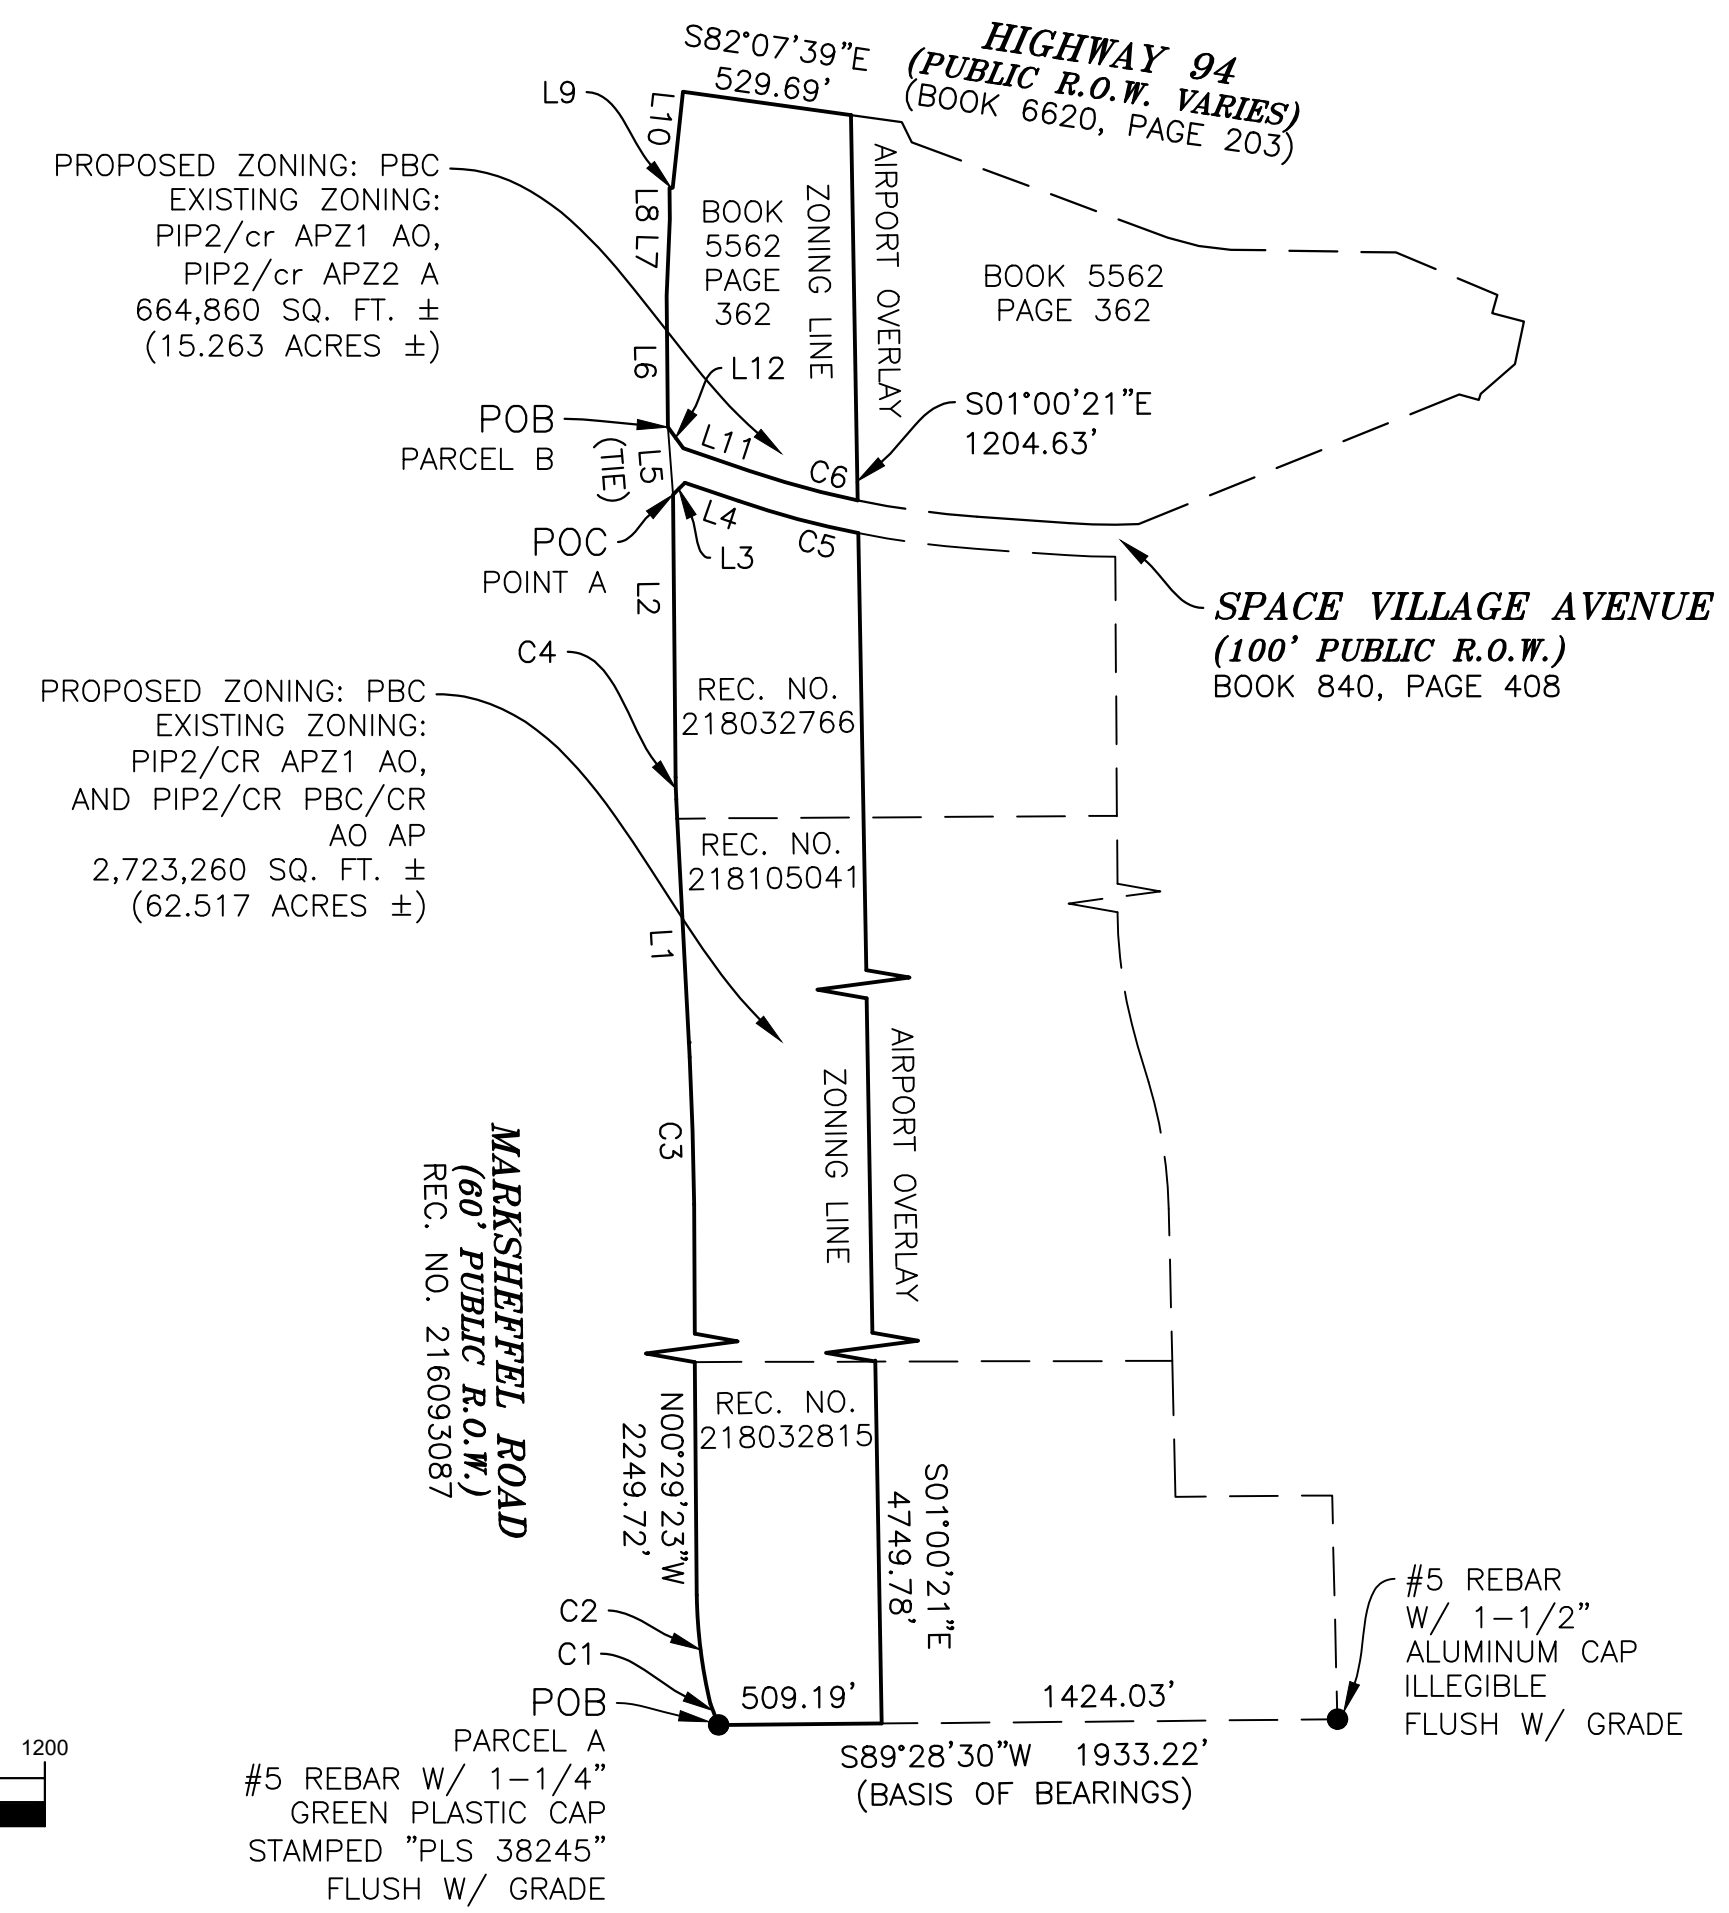 S82°07'39"E
529.69'
HIGHWAY 94
(PUBLIC R.O.W. VARIES)
(BOOK 6620, PAGE 203)
L9
L10
PROPOSED ZONING: PBC
EXISTING ZONING:
PIP2/cr APZ1 AO,
PIP2/cr APZ2 A
664,860 SQ. FT. ±
(15.263 ACRES ±)
L8
L7
L6
BOOK
5562
PAGE
362
ZONING LINE
AIRPORT OVERLAY
BOOK 5562
PAGE 362
L12
S01°00'21"E
1204.63'
POB
PARCEL B
L5
(TIE)
L11
C6
L4
C5
L3
POC
POINT A
L2
SPACE VILLAGE AVENUE
(100' PUBLIC R.O.W.)
BOOK 840, PAGE 408
C4
PROPOSED ZONING: PBC
EXISTING ZONING:
PIP2/CR APZ1 AO,
AND PIP2/CR PBC/CR
AO AP
2,723,260 SQ. FT. ±
(62.517 ACRES ±)
REC. NO.
218032766
REC. NO.
218105041
L1
C3
ZONING LINE
AIRPORT OVERLAY
MARKSHEFFEL ROAD
(60' PUBLIC R.O.W.)
REC. NO. 216093087
REC. NO.
218032815
N00°29'23"W
2249.72'
S01°00'21"E
4749.78'
C2
C1
POB
PARCEL A
#5 REBAR W/ 1-1/4"
GREEN PLASTIC CAP
STAMPED "PLS 38245"
FLUSH W/ GRADE
509.19'
1424.03'
S89°28'30"W 1933.22'
(BASIS OF BEARINGS)
#5 REBAR
W/ 1-1/2"
ALUMINUM CAP
ILLEGIBLE
FLUSH W/ GRADE
1200